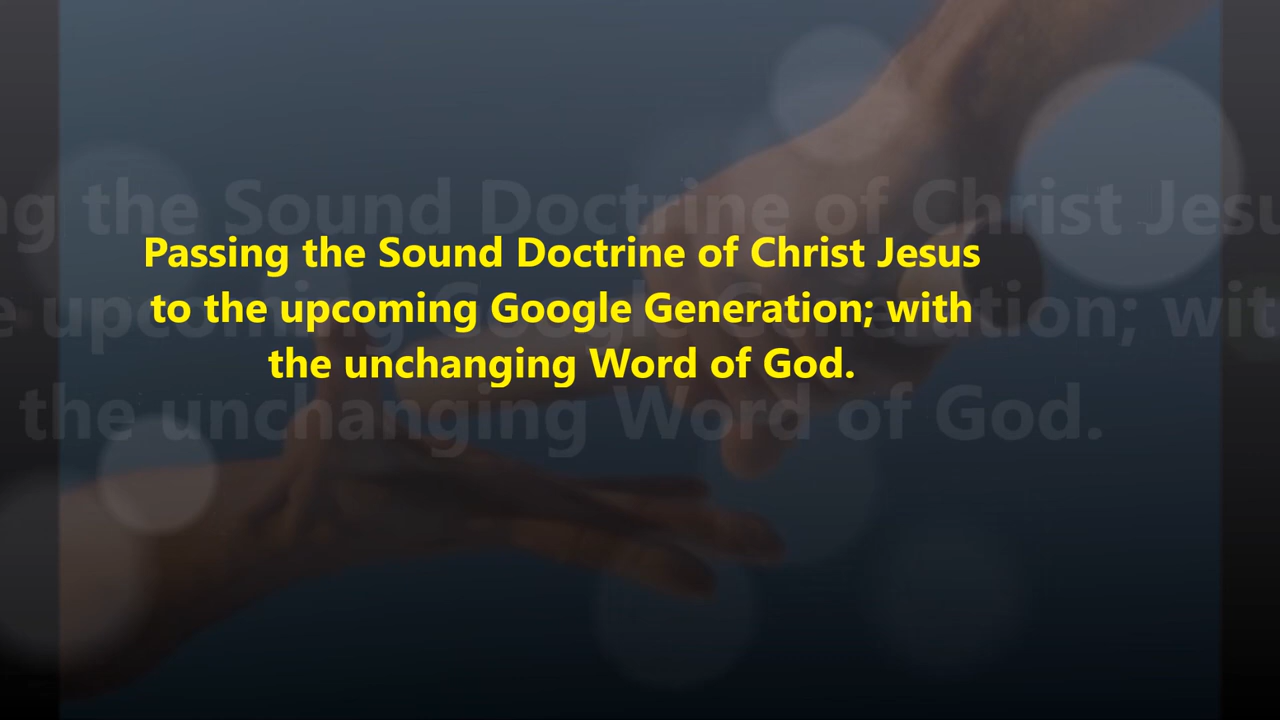 Passing the Sound Doctrine of Christ Jesus
to the upcoming Google Generation; with
the unchanging Word of God.